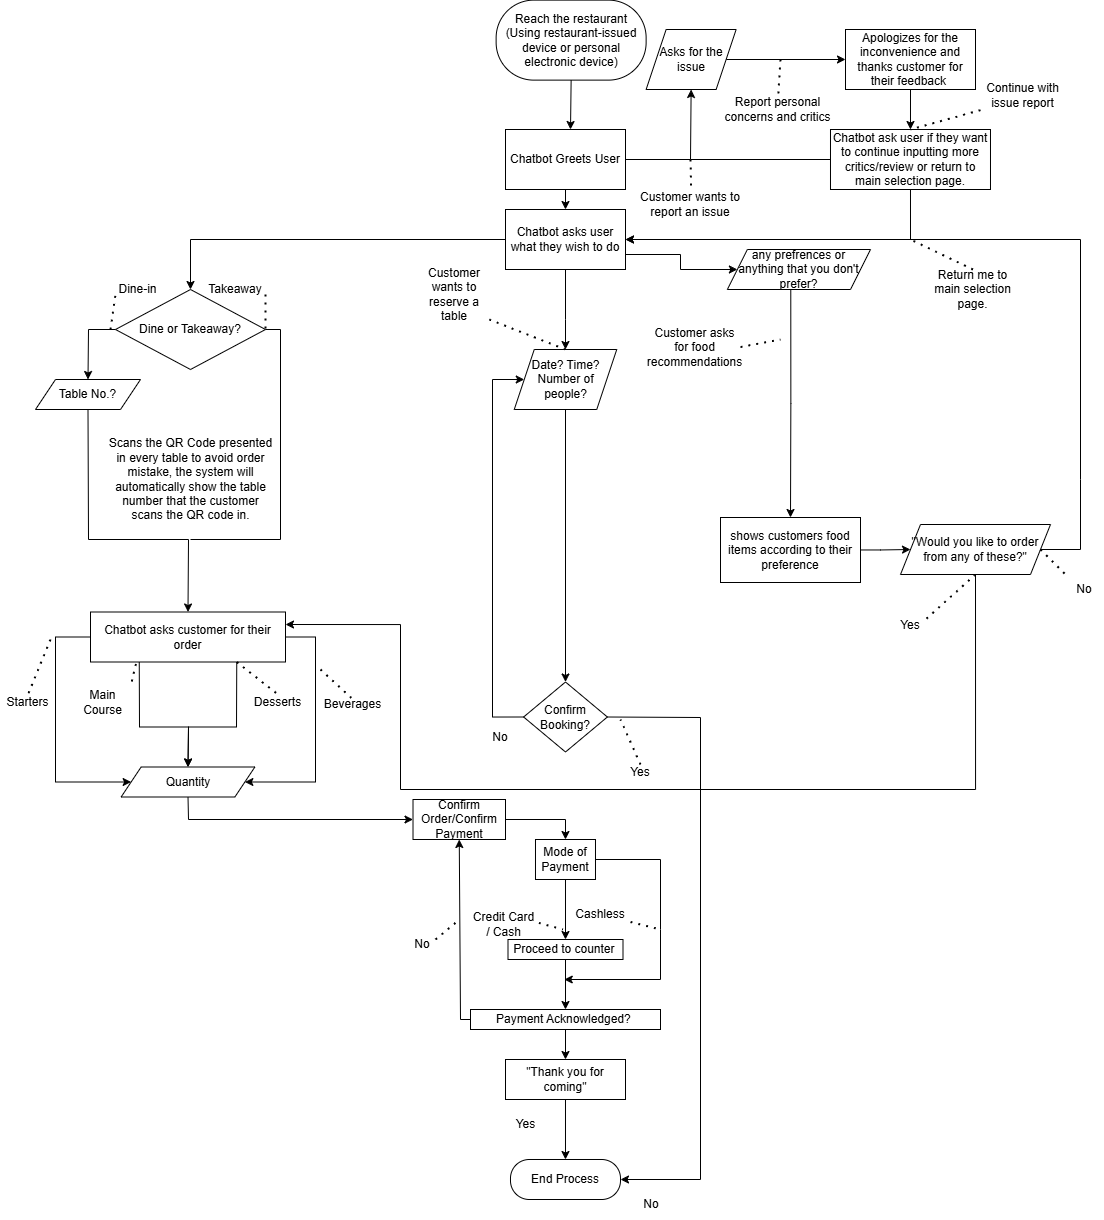 Reach the restaurant
(Using restaurant-issued
device or personal
electronic device)
Asks for the
issue
Apologizes for the
inconvenience and
thanks customer for
their feedback
Continue with
issue report
Report personal
concerns and critics
Chatbot Greets User
Chatbot ask user if they want
to continue inputting more
critics/review or return to
main selection page.
Customer wants to
report an issue
Chatbot asks user
what they wish to do
any prefrences or
anything that you don't
prefer?
Return me to
main selection
page.
Customer
wants to
reserve a
table
Dine-in
Takeaway
Dine or Takeaway?
Customer asks
for food
recommendations
Date? Time?
Number of
people?
Table No.?
Scans the QR Code presented
in every table to avoid order
mistake, the system will
automatically show the table
number that the customer
scans the QR code in.
shows customers food
items according to their
preference
"Would you like to order
from any of these?"
No
Yes
Chatbot asks customer for their
order
Starters
Main
Course
Desserts
Beverages
Confirm
Booking?
No
Yes
Quantity
Confirm
Order/Confirm
Payment
Mode of
Payment
Credit Card
/ Cash
Cashless
No
Proceed to counter
Payment Acknowledged?
"Thank you for
coming"
Yes
End Process
No